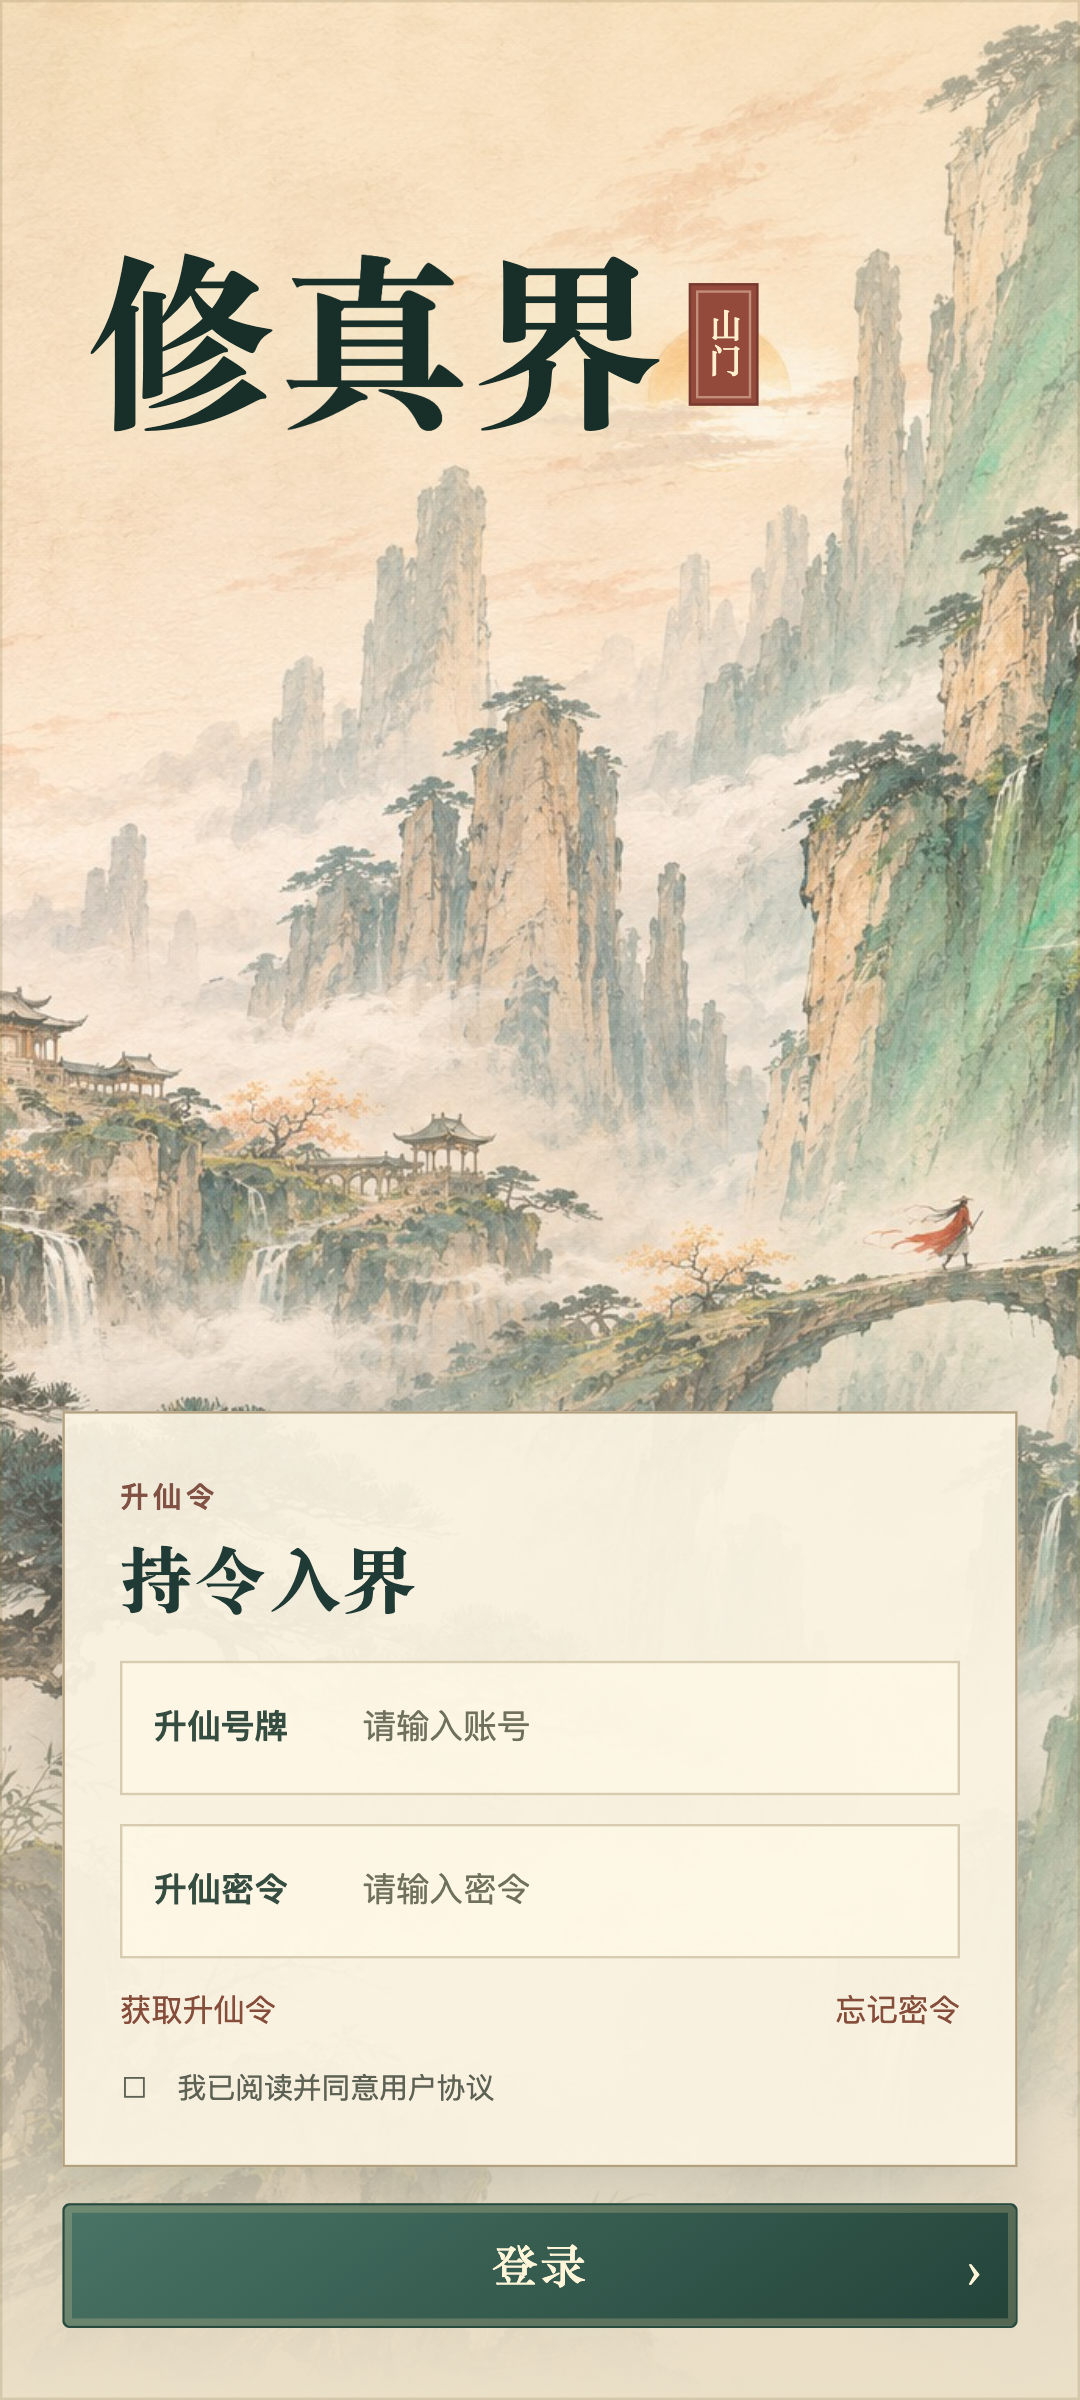 修真界
山门
升仙令
持令入界
升仙号牌 请输入账号
升仙密令 请输入密令
获取升仙令 忘记密令
我已阅读并同意用户协议
登录 ›